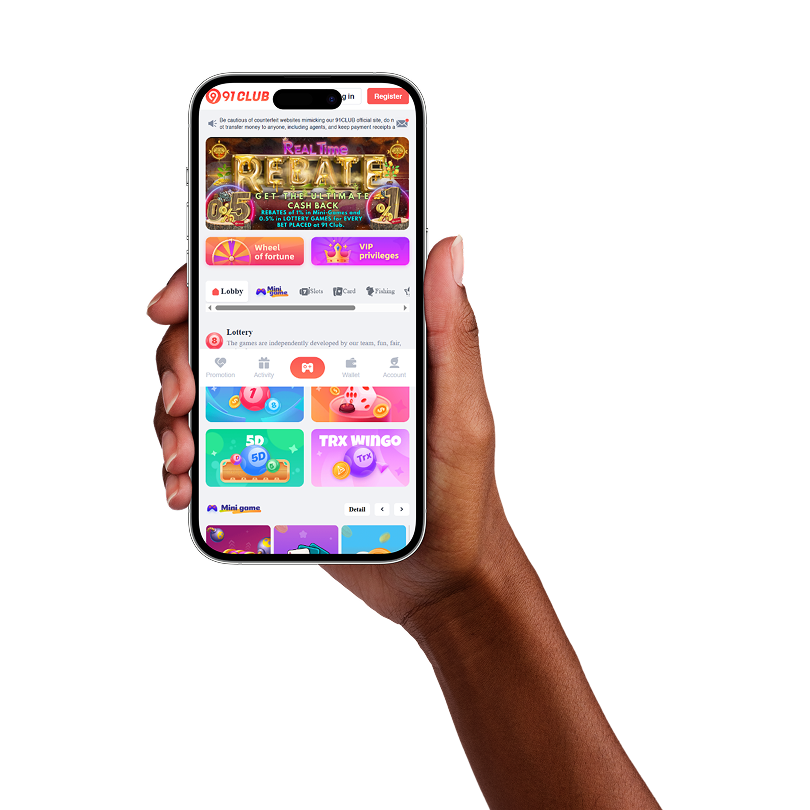 91CLUB
g in
Register
Be cautious of counterfeit websites mimicking our 91CLUB official site, do n
ot transfer money to anyone, including agents, and keep payment receipts a
REAL TIME
REBATE
GET THE ULTIMATE
CASH BACK
REBATES of 1% in Mini Games and
0.5% in LOTTERY GAMES for EVERY
BET PLACED at 91 Club.
Wheel
of fortune
VIP
privileges
Lobby
Mini game
Slots
Card
Fishing
8
Lottery
The games are independently developed by our team, fun, fair,
Promotion
Activity
Wallet
Account
1
8
5D
5D
TRX WINGO
Trx
Mini game
Detail